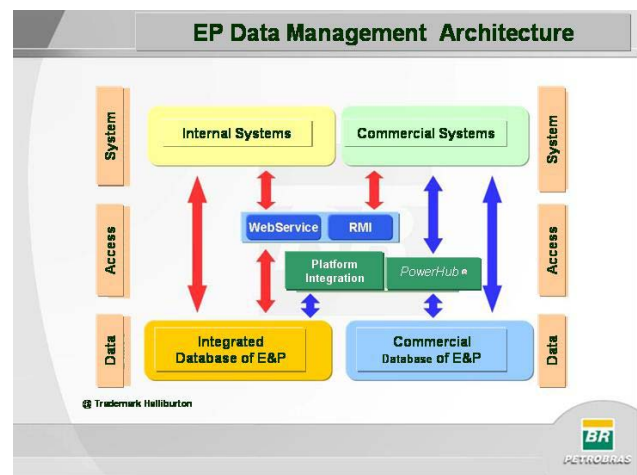 EP Data Management Architecture
System
Internal Systems
Commercial Systems
System
Access
WebService
RMI
Platform
Integration
PowerHub ®
Access
Data
Integrated
Database of E&P
Commercial
Database of E&P
Data
@ Trademark Halliburton
BR
PETROBRAS